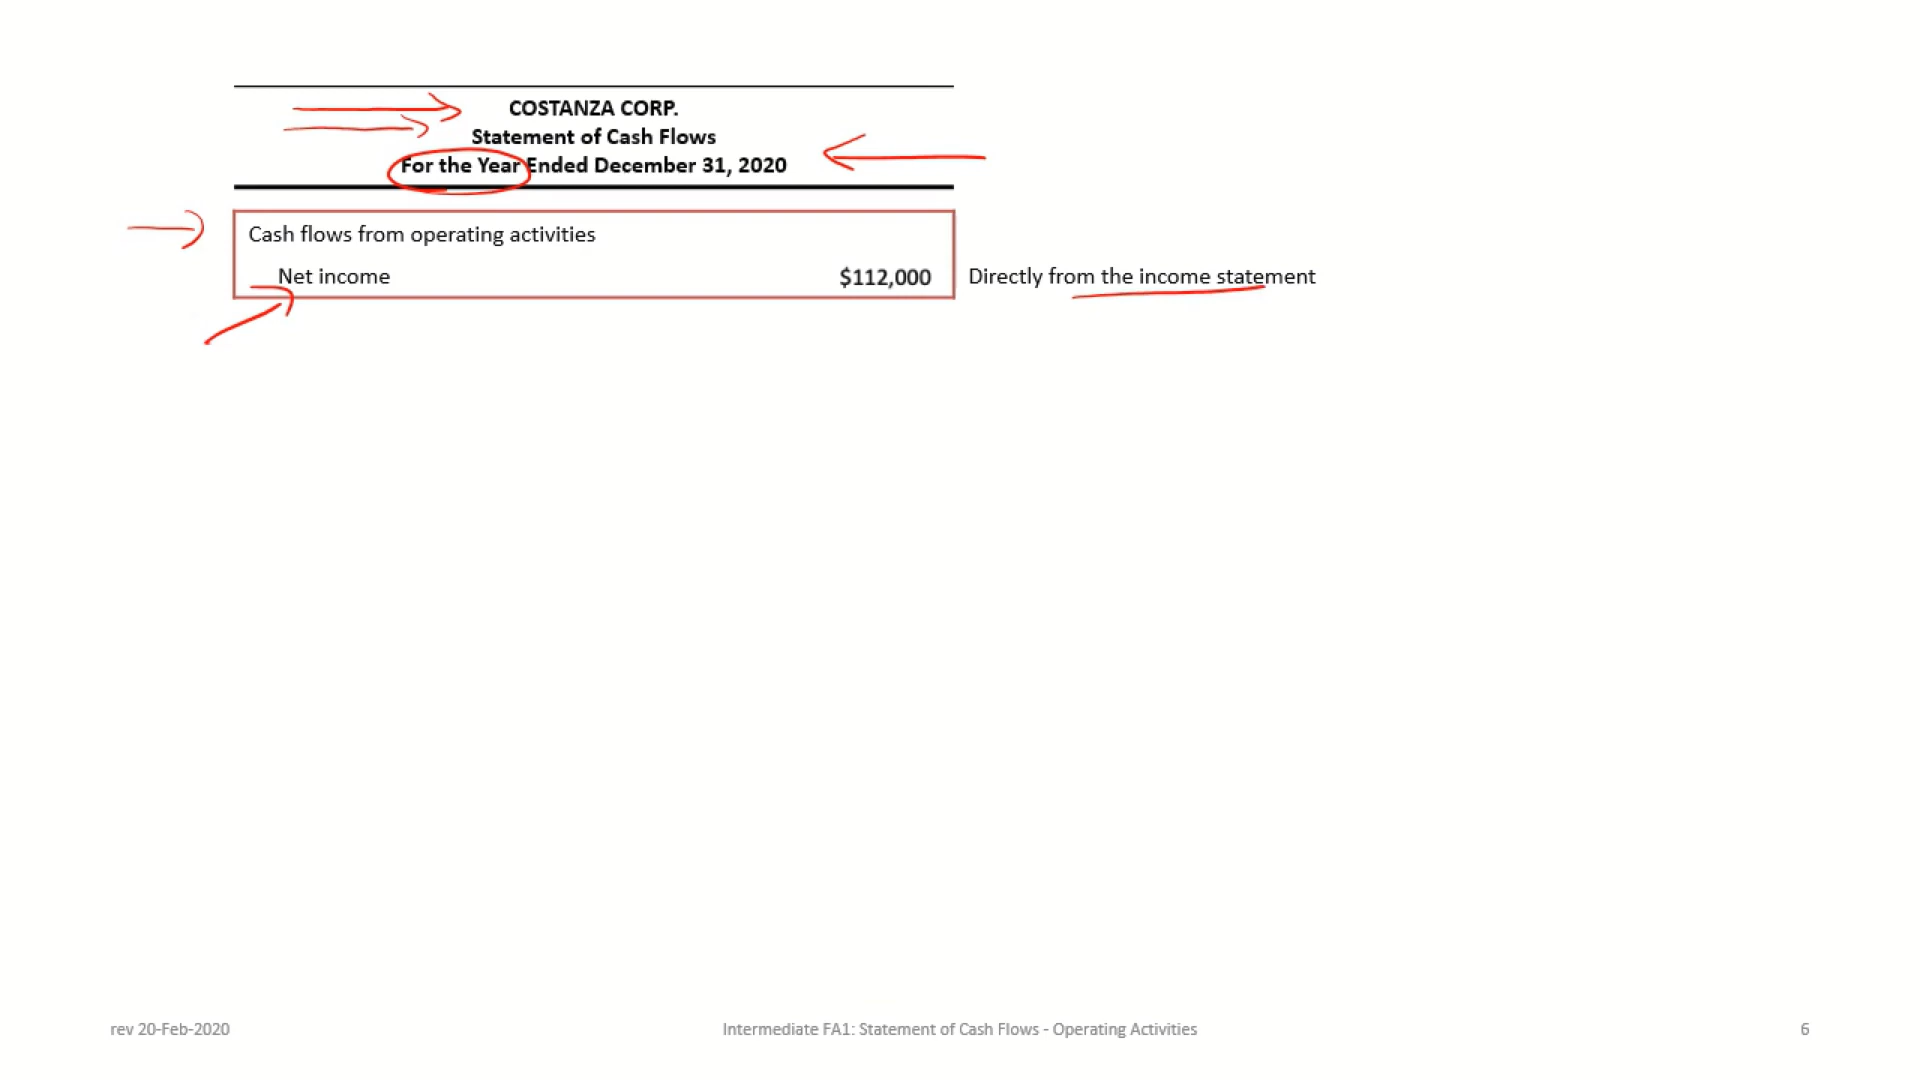 COSTANZA CORP.
Statement of Cash Flows
For the Year Ended December 31, 2020
Cash flows from operating activities
Net income $112,000 Directly from the income statement
rev 20-Feb-2020 Intermediate FA1: Statement of Cash Flows - Operating Activities 6